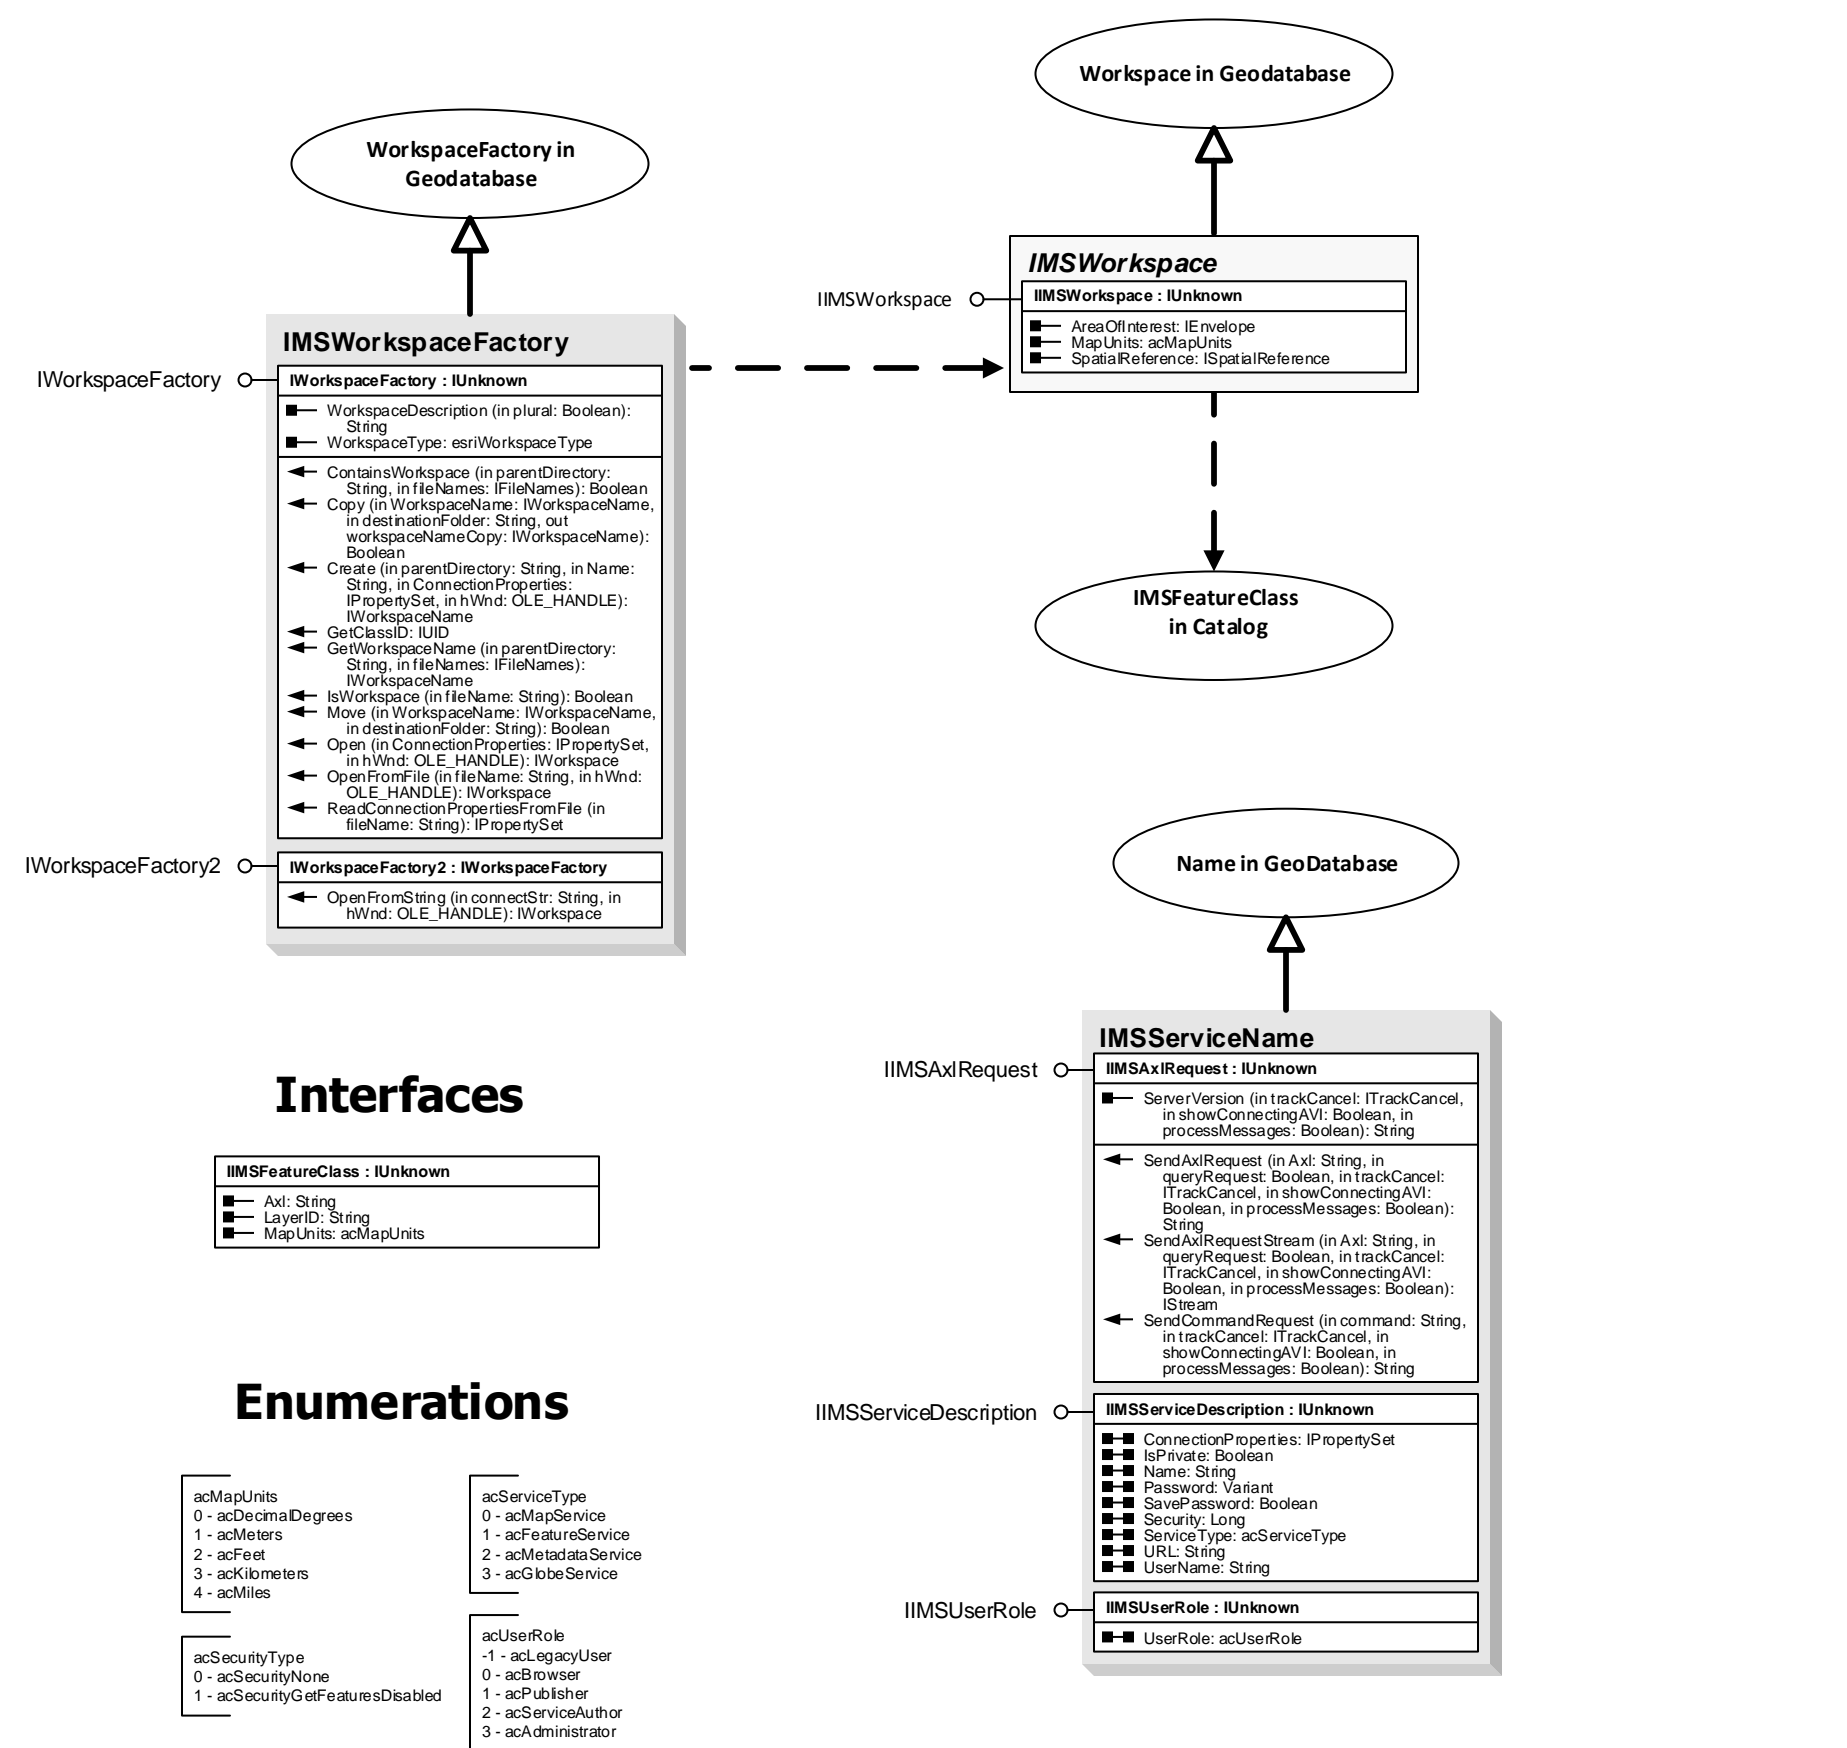 Workspace in Geodatabase
WorkspaceFactory in
Geodatabase
IMSWorkspace
IIMSWorkspace
IIMSWorkspace : IUnknown
AreaOfInterest: IEnvelope
MapUnits: acMapUnits
SpatialReference: ISpatialReference
IMSWorkspaceFactory
IWorkspaceFactory
IWorkspaceFactory : IUnknown
WorkspaceDescription (in plural: Boolean):
String
WorkspaceType: esriWorkspaceType
ContainsWorkspace (in parentDirectory:
String, in fileNames: IFileNames): Boolean
Copy (in WorkspaceName: IWorkspaceName,
in destinationFolder: String, out
workspaceNameCopy: IWorkspaceName):
Boolean
Create (in parentDirectory: String, in Name:
String, in ConnectionProperties:
IPropertySet, in hWnd: OLE_HANDLE):
IWorkspaceName
GetClassID: IUID
GetWorkspaceName (in parentDirectory:
String, in fileNames: IFileNames):
IWorkspaceName
IsWorkspace (in fileName: String): Boolean
Move (in WorkspaceName: IWorkspaceName,
in destinationFolder: String): Boolean
Open (in ConnectionProperties: IPropertySet,
in hWnd: OLE_HANDLE): IWorkspace
OpenFromFile (in fileName: String, in hWnd:
OLE_HANDLE): IWorkspace
ReadConnectionPropertiesFromFile (in
fileName: String): IPropertySet
IWorkspaceFactory2
IWorkspaceFactory2 : IWorkspaceFactory
OpenFromString (in connectStr: String, in
hWnd: OLE_HANDLE): IWorkspace
IMSFeatureClass
in Catalog
Name in GeoDatabase
IMSServiceName
IIMSAxlRequest
IIMSAxlRequest : IUnknown
ServerVersion (in trackCancel: ITrackCancel,
in showConnectingAVI: Boolean, in
processMessages: Boolean): String
SendAxlRequest (in Axl: String, in
queryRequest: Boolean, in trackCancel:
ITrackCancel, in showConnectingAVI:
Boolean, in processMessages: Boolean):
String
SendAxlRequestStream (in Axl: String, in
queryRequest: Boolean, in trackCancel:
ITrackCancel, in showConnectingAVI:
Boolean, in processMessages: Boolean):
IStream
SendCommandRequest (in command: String,
in trackCancel: ITrackCancel, in
showConnectingAVI: Boolean, in
processMessages: Boolean): String
IIMSServiceDescription
IIMSServiceDescription : IUnknown
ConnectionProperties: IPropertySet
IsPrivate: Boolean
Name: String
Password: Variant
SavePassword: Boolean
Security: Long
ServiceType: acServiceType
URL: String
UserName: String
IIMSUserRole
IIMSUserRole : IUnknown
UserRole: acUserRole
Interfaces
IIMSFeatureClass : IUnknown
Axl: String
LayerID: String
MapUnits: acMapUnits
Enumerations
acMapUnits
0 - acDecimalDegrees
1 - acMeters
2 - acFeet
3 - acKilometers
4 - acMiles
acServiceType
0 - acMapService
1 - acFeatureService
2 - acMetadataService
3 - acGlobeService
acSecurityType
0 - acSecurityNone
1 - acSecurityGetFeaturesDisabled
acUserRole
-1 - acLegacyUser
0 - acBrowser
1 - acPublisher
2 - acServiceAuthor
3 - acAdministrator